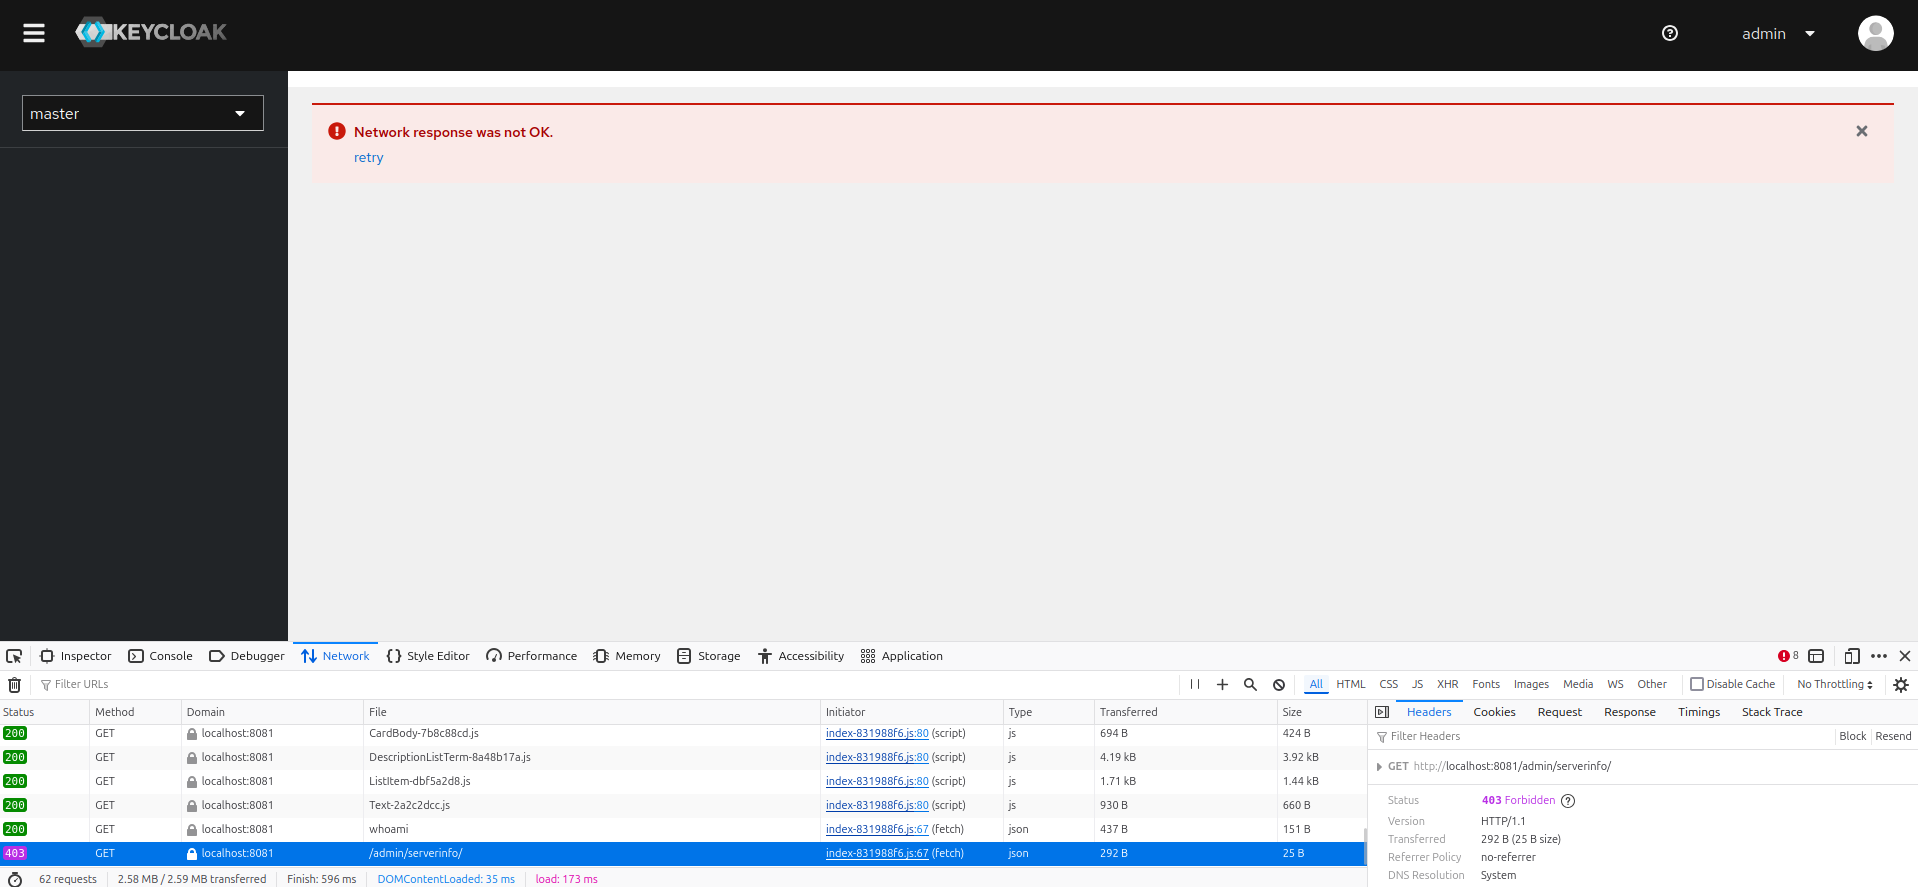 KEYCLOAK
admin
master
Network response was not OK.
retry
Inspector Console Debugger Network Style Editor Performance Memory Storage Accessibility Application 8
Filter URLs All HTML CSS JS XHR Fonts Images Media WS Other Disable Cache No Throttling
Status Method Domain File Initiator Type Transferred Size
200 GET localhost:8081 CardBody-7b8c88cd.js index-831988f6.js:80 (script) js 694 B 424 B
200 GET localhost:8081 DescriptionListTerm-8a48b17a.js index-831988f6.js:80 (script) js 4.19 kB 3.92 kB
200 GET localhost:8081 ListItem-dbf5a2d8.js index-831988f6.js:80 (script) js 1.71 kB 1.44 kB
200 GET localhost:8081 Text-2a2c2dcc.js index-831988f6.js:80 (script) js 930 B 660 B
200 GET localhost:8081 whoami index-831988f6.js:67 (fetch) json 437 B 151 B
403 GET localhost:8081 /admin/serverinfo/ index-831988f6.js:67 (fetch) json 292 B 25 B
62 requests 2.58 MB / 2.59 MB transferred Finish: 596 ms DOMContentLoaded: 35 ms load: 173 ms
Headers Cookies Request Response Timings Stack Trace
Filter Headers Block Resend
GET http://localhost:8081/admin/serverinfo/
Status 403 Forbidden
Version HTTP/1.1
Transferred 292 B (25 B size)
Referrer Policy no-referrer
DNS Resolution System